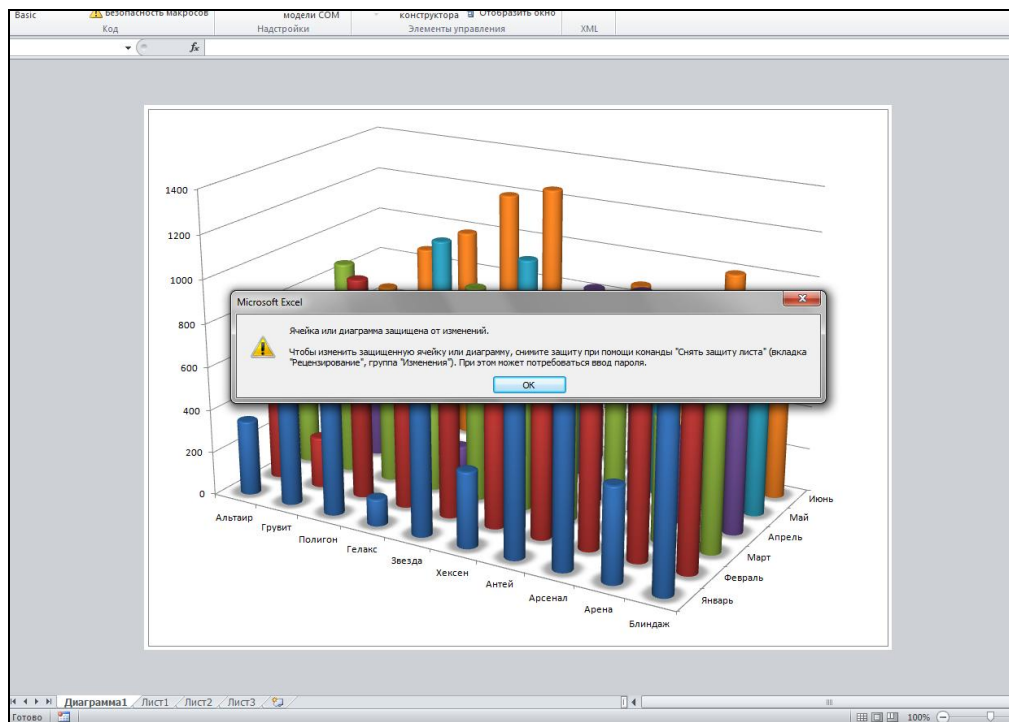 Basic
Безопасность макросов
модели COM
конструктора
Отобразить окно
Код
Надстройки
Элементы управления
XML
fx
1400
1200
1000
800
600
400
200
0
Microsoft Excel
Ячейка или диаграмма защищена от изменений.
Чтобы изменить защищенную ячейку или диаграмму, снимите защиту при помощи команды "Снять защиту листа" (вкладка
"Рецензирование", группа "Изменения"). При этом может потребоваться ввод пароля.
OK
Альтаир
Грувит
Полигон
Гелакс
Звезда
Хексен
Антей
Арсенал
Арена
Блиндаж
Июнь
Май
Апрель
Март
Февраль
Январь
Диаграмма1
Лист1
Лист2
Лист3
Готово
100%